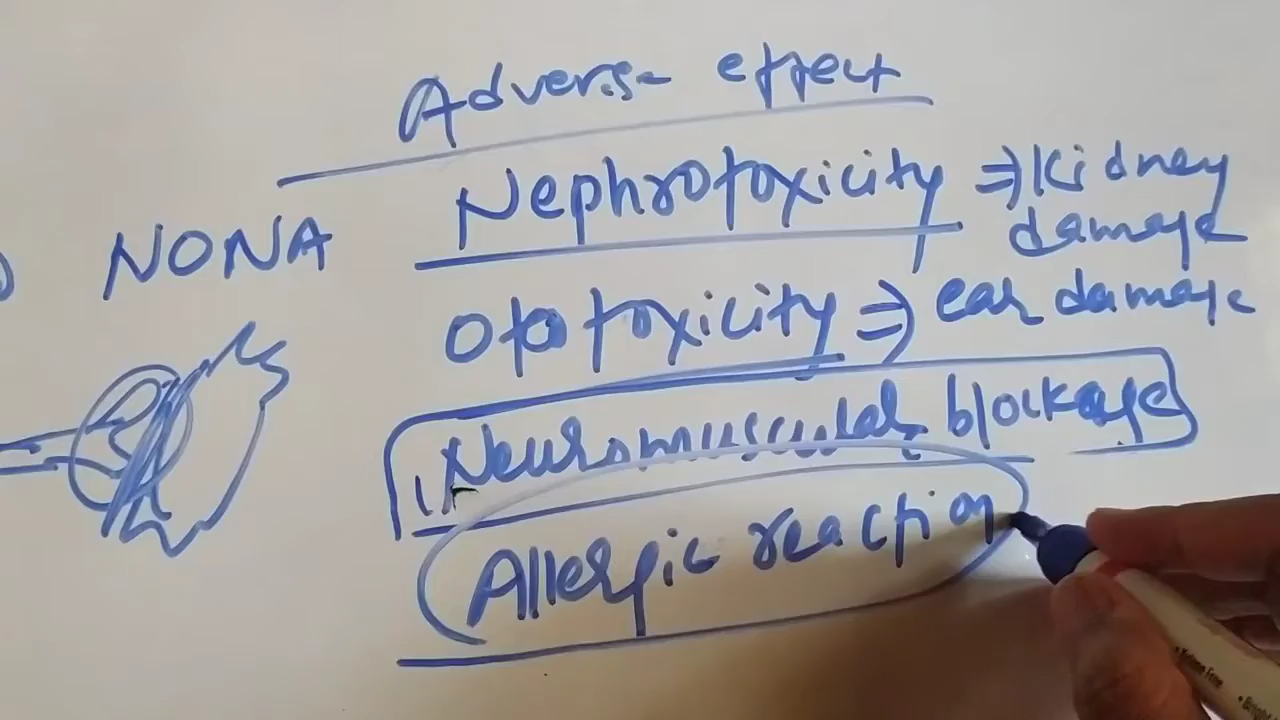 Adverse effect
Nephrotoxicity ⇒ Kidney
damage
NONA
Ototoxicity ⇒ ear damage
Neuromuscular blockage
Allergic reaction